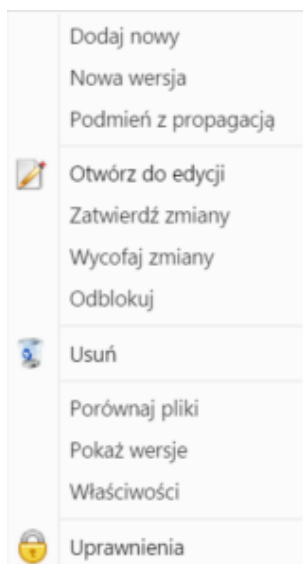 Dodaj nowy
Nowa wersja
Podmień z propagacją
Otwórz do edycji
Zatwierdź zmiany
Wycofaj zmiany
Odblokuj
Usuń
Porównaj pliki
Pokaż wersje
Właściwości
Uprawnienia